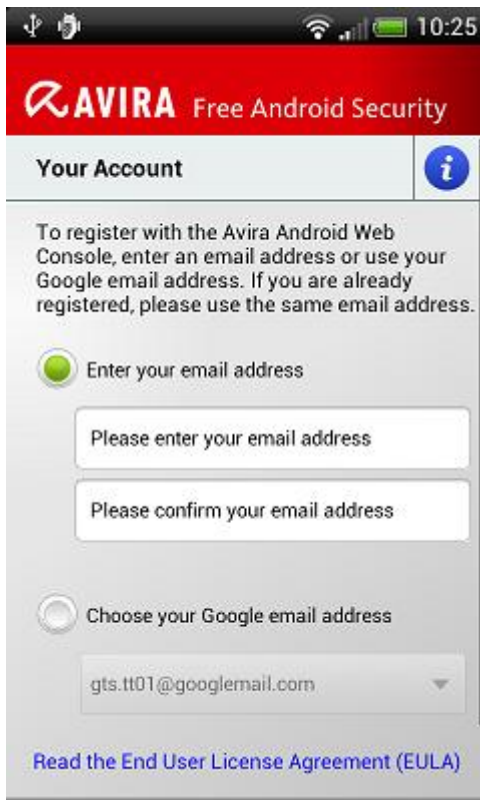 10:25
AVIRA Free Android Security
Your Account
i
To register with the Avira Android Web
Console, enter an email address or use your
Google email address. If you are already
registered, please use the same email address.
Enter your email address
Please enter your email address
Please confirm your email address
Choose your Google email address
gts.tt01@googlemail.com
Read the End User License Agreement (EULA)